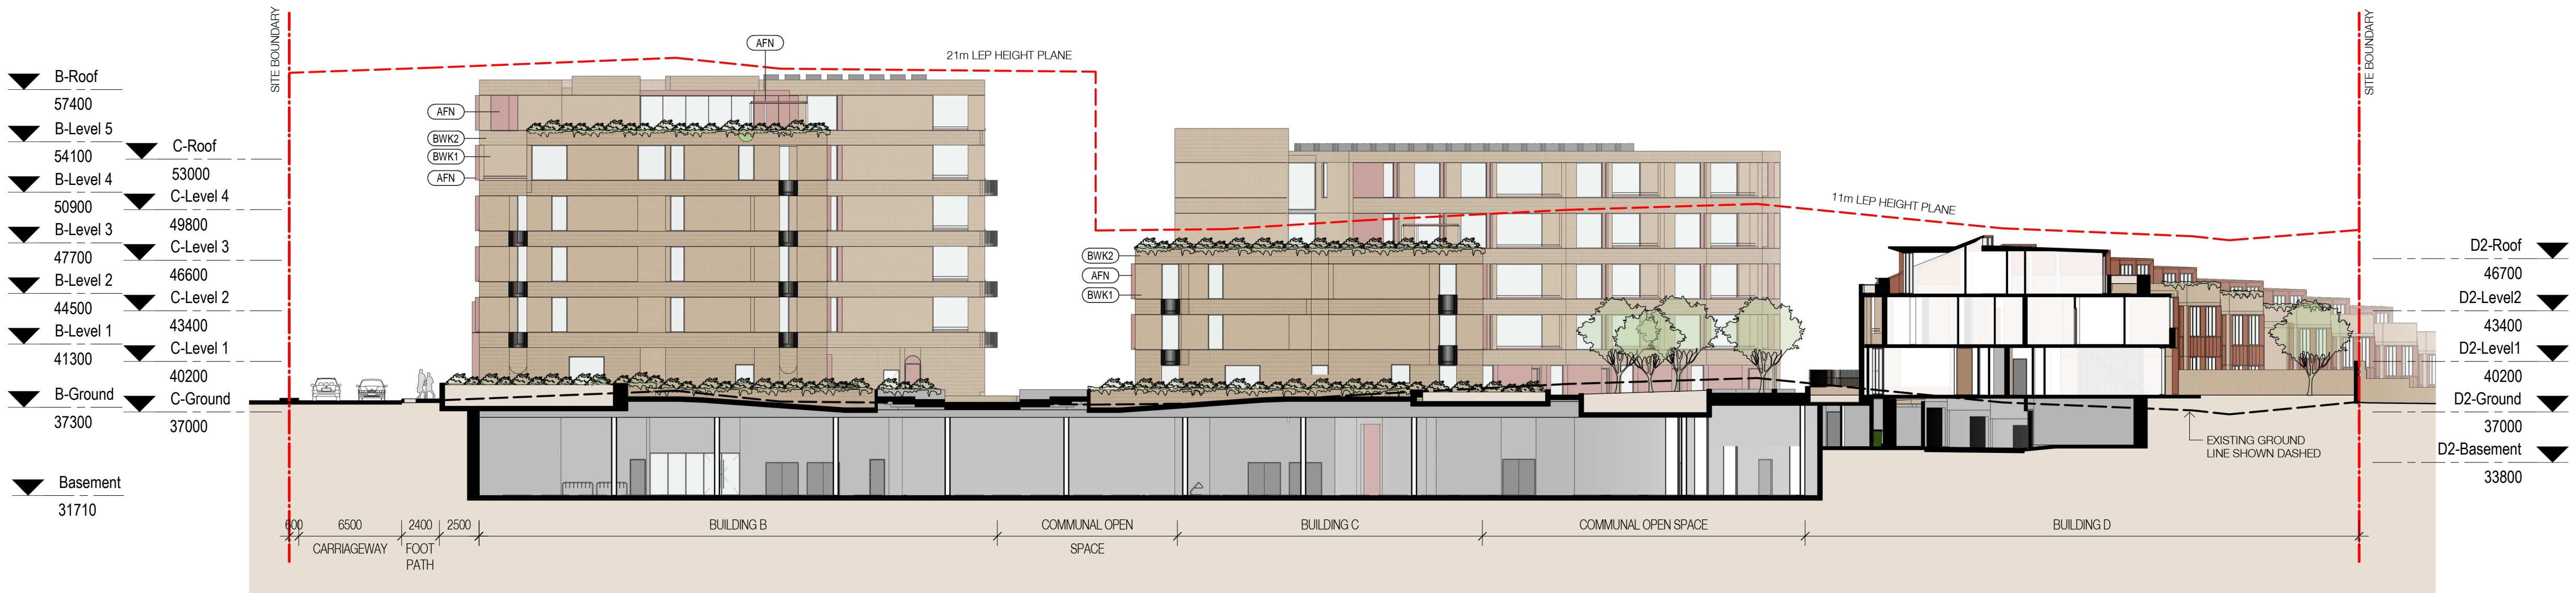 SITE BOUNDARY
21m LEP HEIGHT PLANE
11m LEP HEIGHT PLANE
SITE BOUNDARY
B-Roof
57400
B-Level 5
54100
B-Level 4
50900
B-Level 3
47700
B-Level 2
44500
B-Level 1
41300
B-Ground
37300
Basement
31710
C-Roof
53000
C-Level 4
49800
C-Level 3
46600
C-Level 2
43400
C-Level 1
40200
C-Ground
37000
AFN
AFN
BWK2
BWK1
AFN
BWK2
AFN
BWK1
D2-Roof
46700
D2-Level2
43400
D2-Level1
40200
D2-Ground
37000
D2-Basement
33800
EXISTING GROUND
LINE SHOWN DASHED
600
6500
2400
2500
CARRIAGEWAY
FOOT
PATH
BUILDING B
COMMUNAL OPEN
SPACE
BUILDING C
COMMUNAL OPEN SPACE
BUILDING D